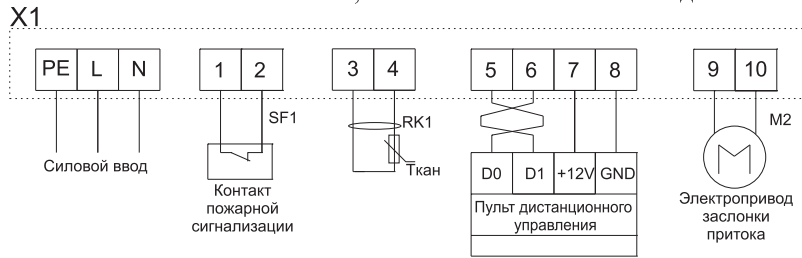 X1
PE L N 1 2 3 4 5 6 7 8 9 10
SF1
RK1
M2
Силовой ввод
Ткан
M
D0 D1 +12V GND
Контакт
пожарной
сигнализации
Пульт дистанционного
управления
Электропривод
заслонки
притока